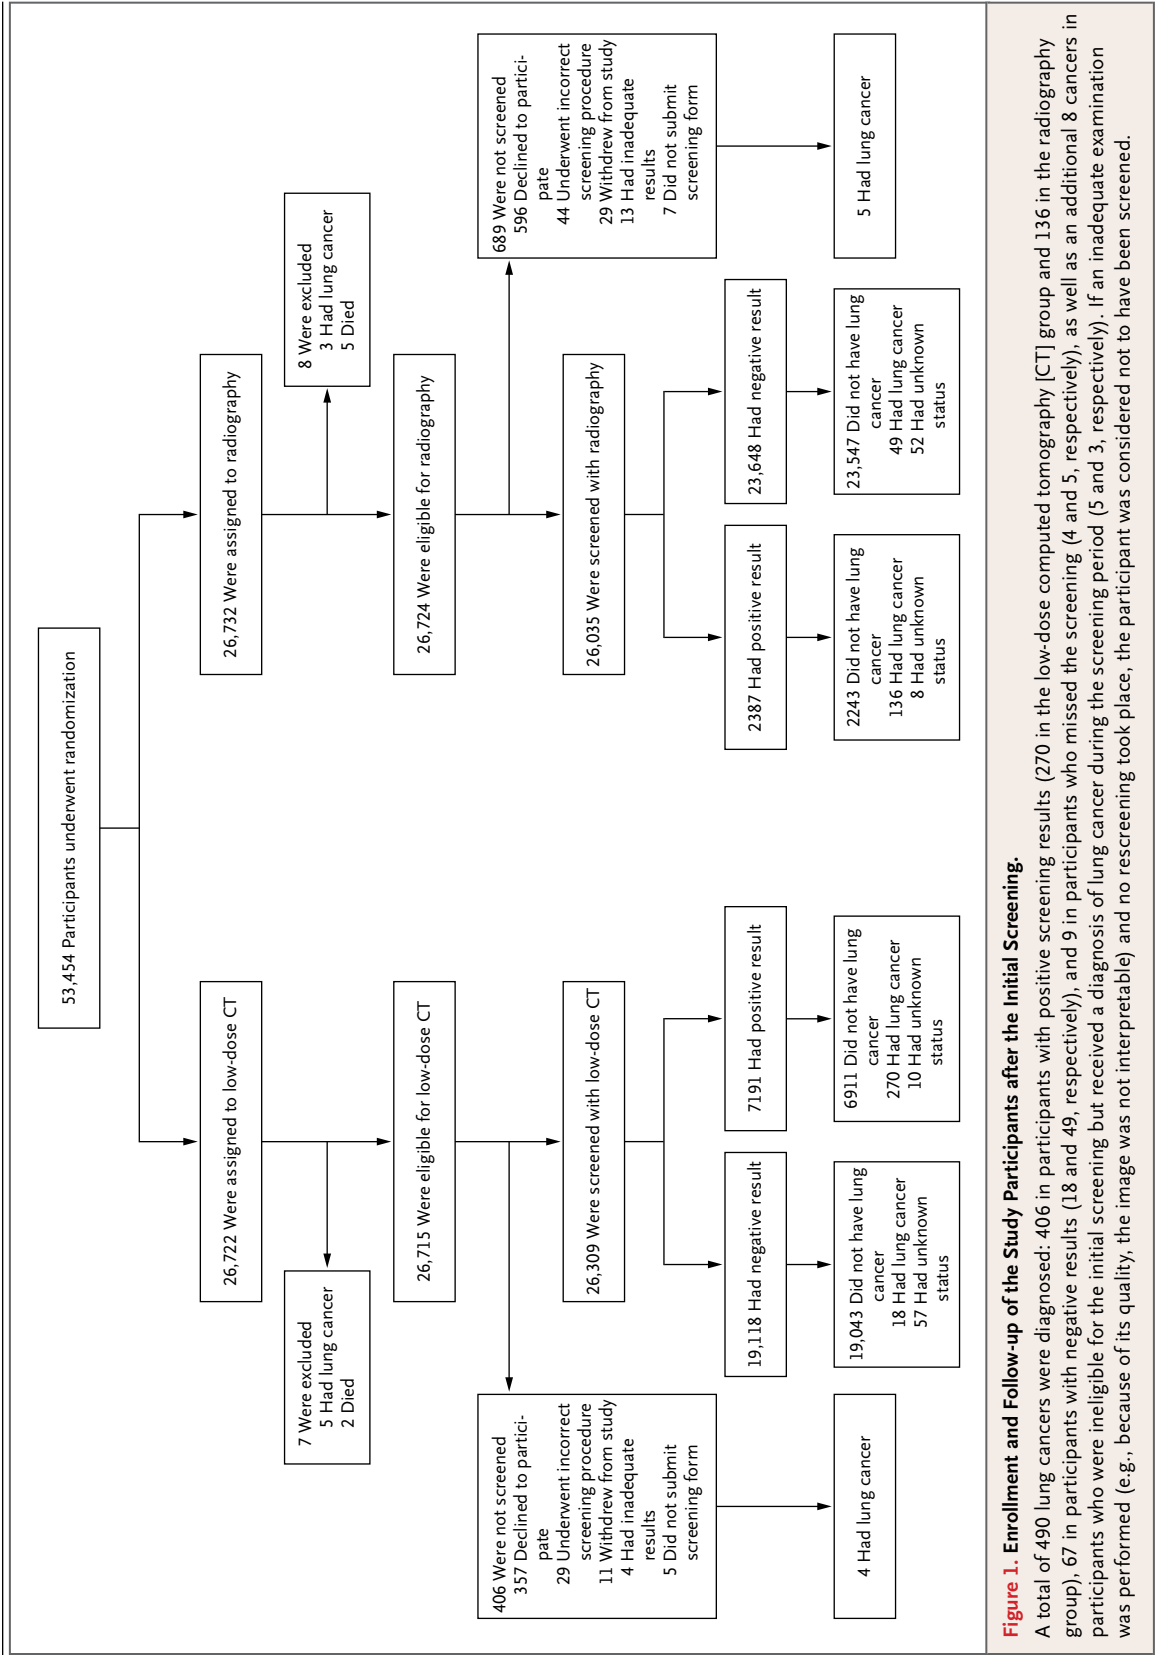 53,454 Participants underwent randomization
26,722 Were assigned to low-dose CT
26,732 Were assigned to radiography
7 Were excluded
5 Had lung cancer
2 Died
8 Were excluded
3 Had lung cancer
5 Died
26,715 Were eligible for low-dose CT
26,724 Were eligible for radiography
406 Were not screened
357 Declined to partici-
pate
29 Underwent incorrect
screening procedure
11 Withdrew from study
4 Had inadequate
results
5 Did not submit
screening form
689 Were not screened
596 Declined to partici-
pate
44 Underwent incorrect
screening procedure
29 Withdrew from study
13 Had inadequate
results
7 Did not submit
screening form
26,309 Were screened with low-dose CT
26,035 Were screened with radiography
19,118 Had negative result
7191 Had positive result
2387 Had positive result
23,648 Had negative result
4 Had lung cancer
19,043 Did not have lung
cancer
18 Had lung cancer
57 Had unknown
status
6911 Did not have lung
cancer
270 Had lung cancer
10 Had unknown
status
2243 Did not have lung
cancer
136 Had lung cancer
8 Had unknown
status
23,547 Did not have lung
cancer
49 Had lung cancer
52 Had unknown
status
5 Had lung cancer
Figure 1. Enrollment and Follow-up of the Study Participants after the Initial Screening.
A total of 490 lung cancers were diagnosed: 406 in participants with positive screening results (270 in the low-dose computed tomography [CT] group and 136 in the radiography
group), 67 in participants with negative results (18 and 49, respectively), and 9 in participants who missed the screening (4 and 5, respectively), as well as an additional 8 cancers in
participants who were ineligible for the initial screening but received a diagnosis of lung cancer during the screening period (5 and 3, respectively). If an inadequate examination
was performed (e.g., because of its quality, the image was not interpretable) and no rescreening took place, the participant was considered not to have been screened.